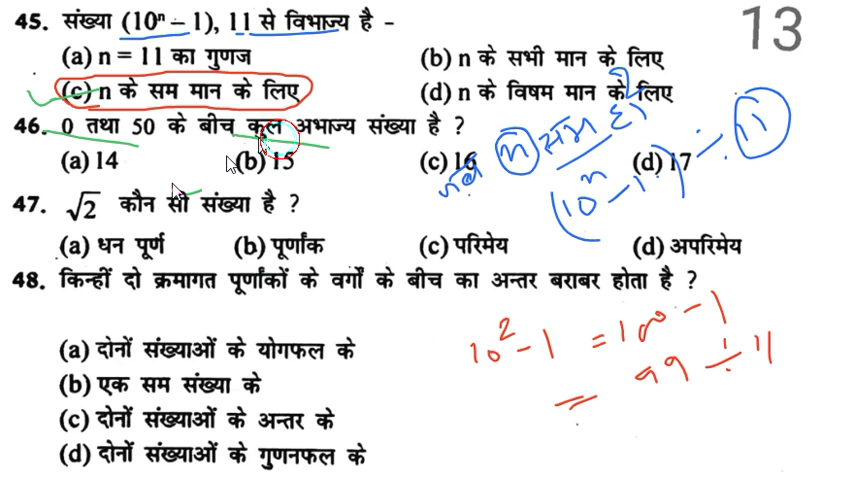 13
45. संख्या (10ⁿ – 1), 11 से विभाज्य है -
(a) n = 11 का गुणज (b) n के सभी मान के लिए
(c) n के सम मान के लिए (d) n के विषम मान के लिए
46. 0 तथा 50 के बीच कुल अभाज्य संख्या है ?
(a) 14 (b) 15 (c) 16 (d) 17
जब n सम हो
(10ⁿ - 1) ÷ 11
47. √2 कौन सी संख्या है ?
(a) धन पूर्ण (b) पूर्णांक (c) परिमेय (d) अपरिमेय
48. किन्हीं दो क्रमागत पूर्णांकों के वर्गों के बीच का अन्तर बराबर होता है ?
10² - 1 = 100 - 1
= 99 ÷ 11
(a) दोनों संख्याओं के योगफल के
(b) एक सम संख्या के
(c) दोनों संख्याओं के अन्तर के
(d) दोनों संख्याओं के गुणनफल के